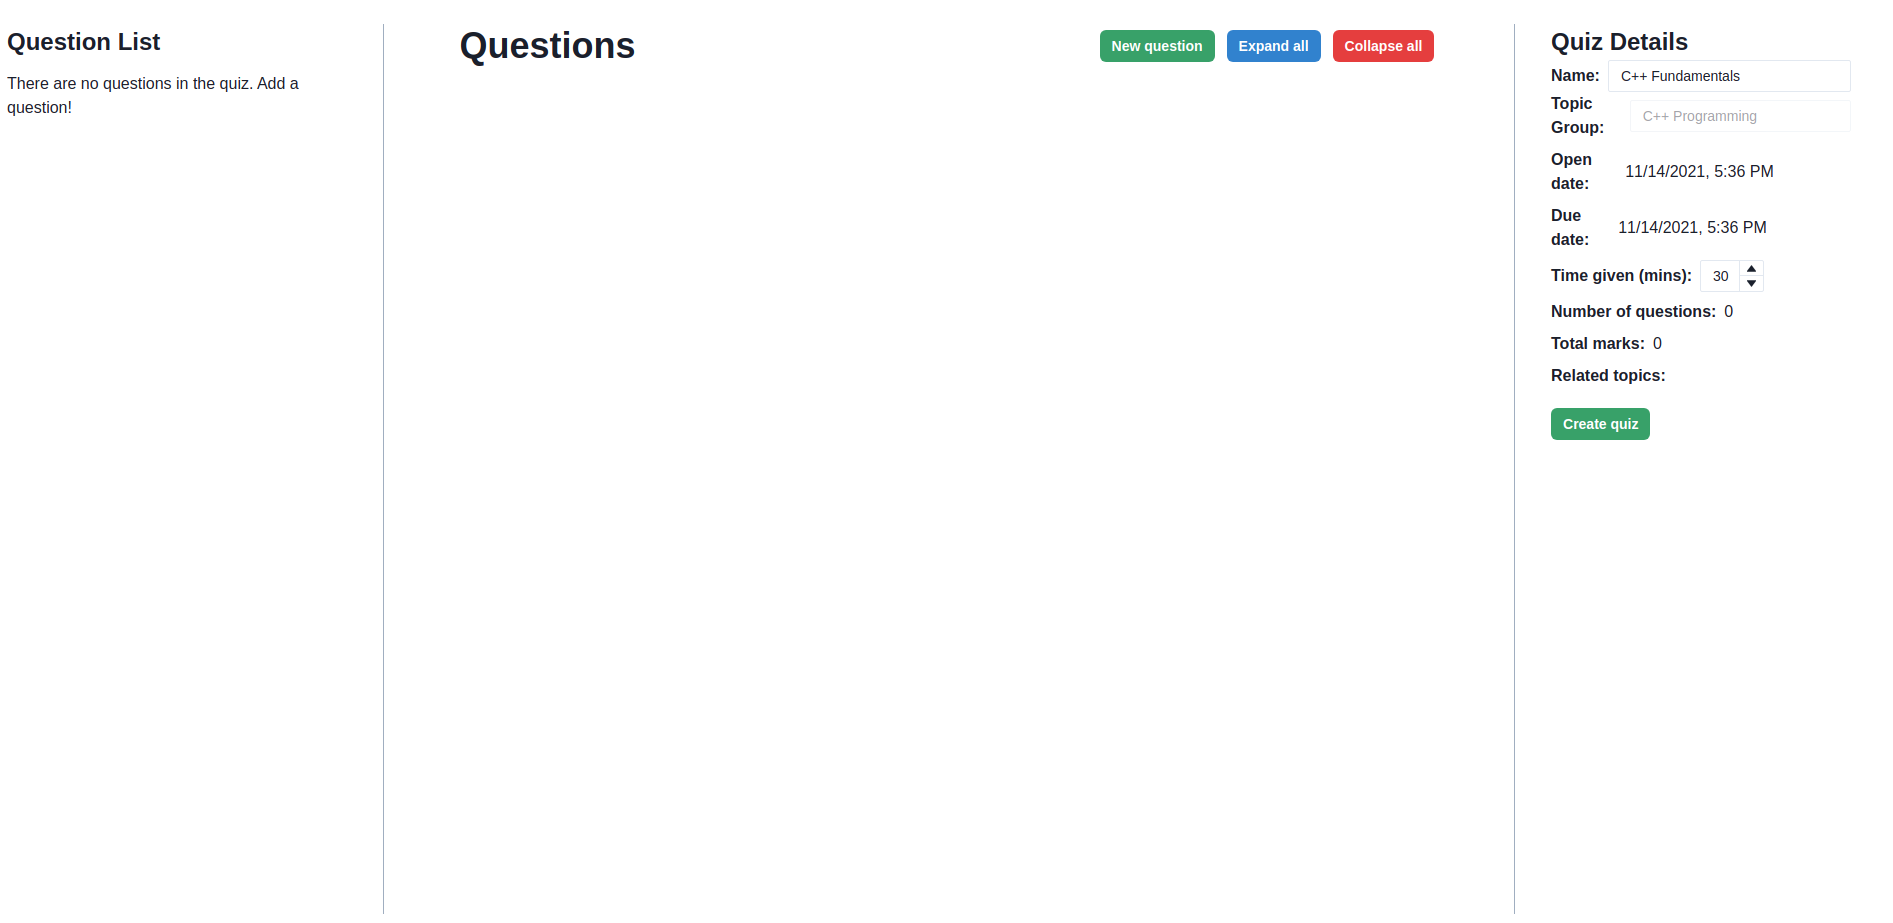 Question List
There are no questions in the quiz. Add a
question!
Questions
New question
Expand all
Collapse all
Quiz Details
Name: C++ Fundamentals
Topic
Group:
C++ Programming
Open
date:
11/14/2021, 5:36 PM
Due
date:
11/14/2021, 5:36 PM
Time given (mins): 30
Number of questions: 0
Total marks: 0
Related topics:
Create quiz